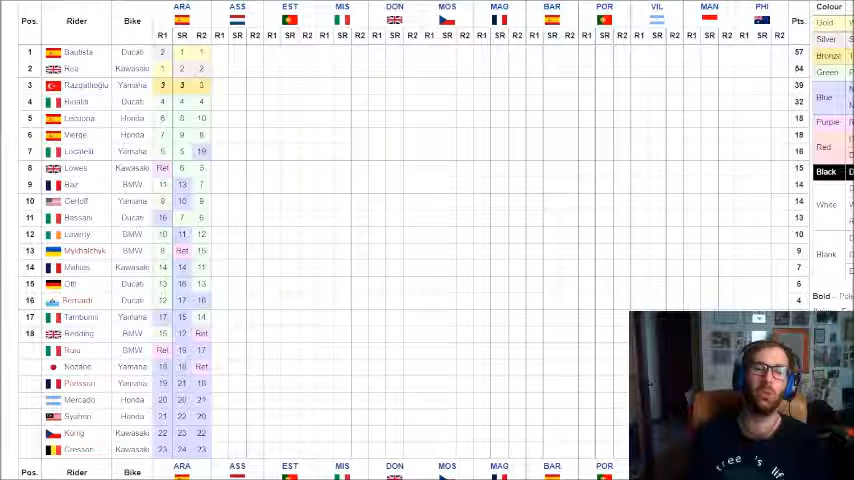 ARA ASS EST MIS DON MOS MAG BAR POR VIL MAN PHI Colour
Pos. Rider Bike Pts. Gold
R1 SR R2 R1 SR R2 R1 SR R2 R1 SR R2 R1 SR R2 R1 SR R2 R1 SR R2 R1 SR R2 R1 SR R2 R1 SR R2 R1 SR R2 R1 SR R2 Silver
1 Bautista Ducati 2 1 1 57 Bronze
2 Rea Kawasaki 1 2 2 54 Green
3 Razgatlıoğlu Yamaha 3 3 3 39
4 Rinaldi Ducati 4 4 4 32 Blue
5 Lecuona Honda 6 8 10 18 Purple
6 Vierge Honda 7 9 8 18 Red
7 Locatelli Yamaha 5 5 19 16
8 Lowes Kawasaki Ret 6 5 15 Black
9 Baz BMW 11 13 7 14
10 Gerloff Yamaha 9 10 9 14 White
11 Bassani Ducati 16 7 6 13
12 Laverty BMW 10 11 12 10
13 Mykhalchyk BMW 8 Ret 15 9 Blank
14 Mahias Kawasaki 14 14 11 7
15 Ötti 13 16 13 6
16 Bernardi Ducati 12 17 16 4 Bold – Pole
17 Tamburini Yamaha 17 15 14
18 Redding BMW 15 12 Ret
Ruiu BMW Ret 19 17
Nozane Yamaha 18 18 Ret
Ponsson Yamaha 19 21 18
Mercado Honda 20 20 21
Syahrin Honda 21 22 20
König Kawasaki 22 23 22
Cresson Kawasaki 23 24 23
Pos. Rider Bike ARA ASS EST MIS DON MOS MAG BAR POR
tree's life